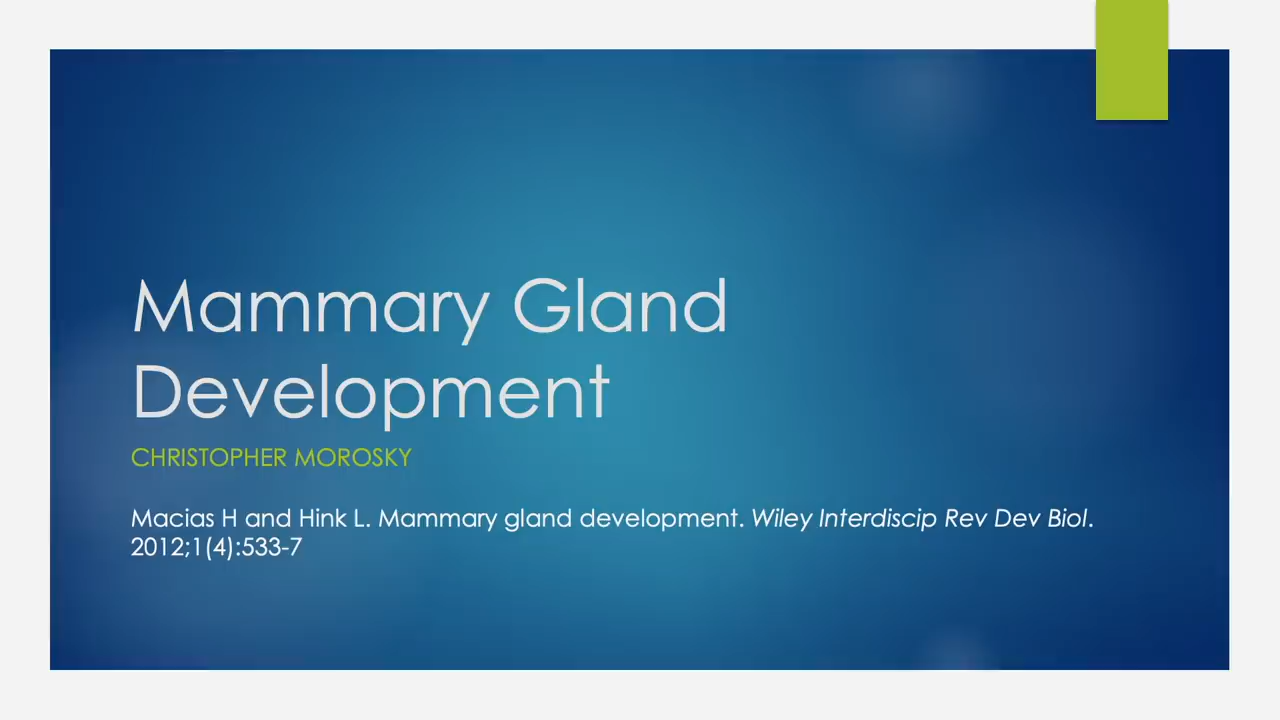 Mammary Gland
Development
CHRISTOPHER MOROSKY
Macias H and Hink L. Mammary gland development. Wiley Interdiscip Rev Dev Biol.
2012;1(4):533-7